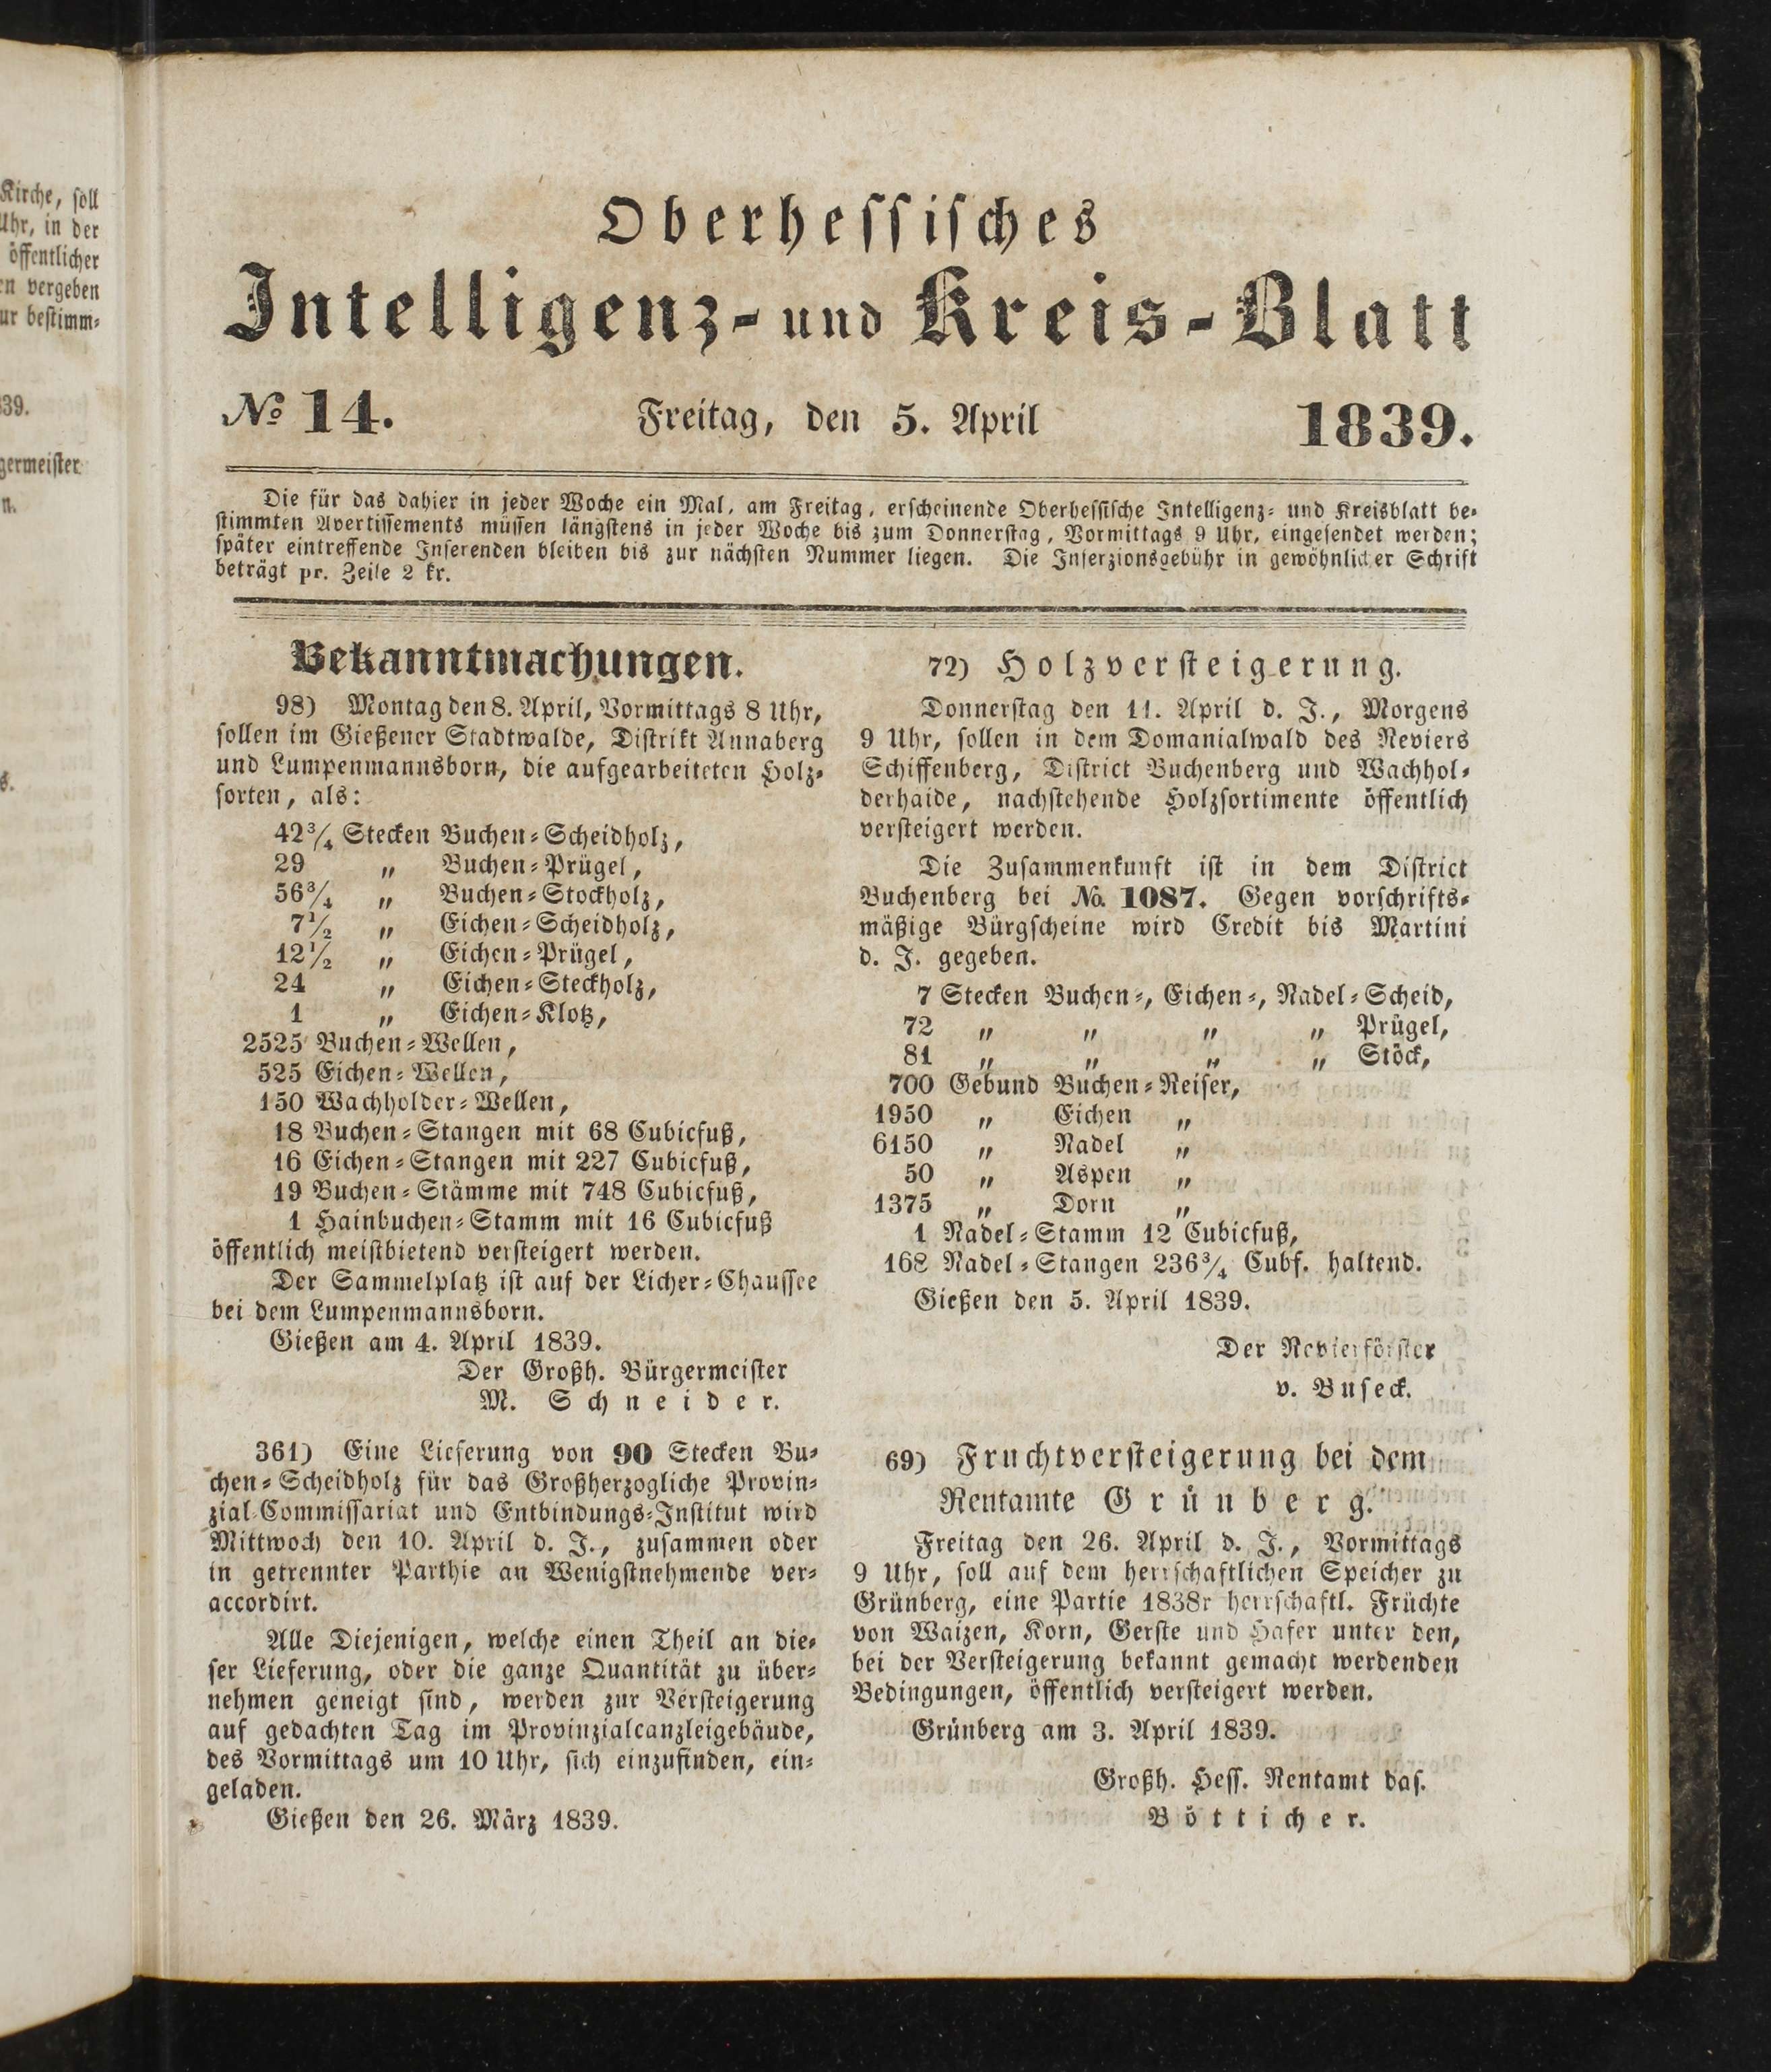 Kirche, soll
Uhr, in der
öffentlicher
vergeben
bestimm⸗
39.
germeister
Oberhessisches
Intelligenz- und Kreis-Blatt
No 14. Freitag, den 5. April 1839.
Die für das dahier in jeder Woche ein Mal, am Freitag, erscheinende Oberhessische Intelligenz⸗ und Kreisblatt be⸗
stimmten Avertissements müssen längstens in jeder Woche bis zum Donnerstag, Vormittags 9 Uhr, eingesendet werden;
später eintreffende Inserenden bleiben bis zur nächsten Nummer liegen. Die Inserzionsgebühr in gewöhnlicher Schrift
beträgt pr. Zeile 2 kr.
Bekanntmachungen.
98) Montag den 8. April, Vormittags 8 Uhr,
sollen im Gießener Stadtwalde, Distrikt Annaberg
und Lumpenmannsborn, die aufgearbeiteten Holz⸗
sorten, als:
42¾ Stecken Buchen⸗Scheidholz,
29 „ Buchen⸗Prügel,
56¾ „ Buchen⸗Stockholz,
7½ „ Eichen⸗Scheidholz,
12½ „ Eichen⸗Prügel,
24 „ Eichen⸗Steckholz,
1 „ Eichen⸗Klotz,
2525 Buchen⸗Wellen,
525 Eichen⸗Wellen,
150 Wachholder⸗Wellen,
18 Buchen⸗Stangen mit 68 Cubicfuß,
16 Eichen⸗Stangen mit 227 Cubicfuß,
19 Buchen⸗Stämme mit 748 Cubicfuß,
1 Hainbuchen⸗Stamm mit 16 Cubicfuß
öffentlich meistbietend versteigert werden.
Der Sammelplatz ist auf der Licher⸗Chaussee
bei dem Lumpenmannsborn.
Gießen am 4. April 1839.
Der Großh. Bürgermeister
M. Schneider.
361) Eine Lieferung von 90 Stecken Bu⸗
chen⸗Scheidholz für das Großherzogliche Provin⸗
zial⸗Commissariat und Entbindungs⸗Institut wird
Mittwoch den 10. April d. J., zusammen oder
in getrennter Parthie an Wenigstnehmende ver⸗
accordirt.
Alle Diejenigen, welche einen Theil an die⸗
ser Lieferung, oder die ganze Quantität zu über⸗
nehmen geneigt sind, werden zur Versteigerung
auf gedachten Tag im Provinzialcanzleigebäude,
des Vormittags um 10 Uhr, sich einzufinden, ein⸗
geladen.
Gießen den 26. März 1839.
72) Holzversteigerung.
Donnerstag den 11. April d. J., Morgens
9 Uhr, sollen in dem Domanialwald des Reviers
Schiffenberg, District Buchenberg und Wachhol⸗
derhaide, nachstehende Holzsortimente öffentlich
versteigert werden.
Die Zusammenkunft ist in dem District
Buchenberg bei No. 1087. Gegen vorschrifts⸗
mäßige Bürgscheine wird Credit bis Martini
d. J. gegeben.
7 Stecken Buchen⸗, Eichen⸗, Nadel⸗Scheid,
72 „ „ „ „ Prügel,
81 „ „ „ „ Stöck,
700 Gebund Buchen⸗Reiser,
1950 „ Eichen „
6150 „ Nadel „
50 „ Aspen „
1375 „ Dorn „
1 Nadel⸗Stamm 12 Cubicfuß,
168 Nadel⸗Stangen 236¾ Cubf. haltend.
Gießen den 5. April 1839.
Der Revierförster
v. Buseck.
69) Fruchtversteigerung bei dem
Rentamte Grünberg.
Freitag den 26. April d. J., Vormittags
9 Uhr, soll auf dem herrschaftlichen Speicher zu
Grünberg, eine Partie 1838r herrschaftl. Früchte
von Waizen, Korn, Gerste und Hafer unter den,
bei der Versteigerung bekannt gemacht werdenden
Bedingungen, öffentlich versteigert werden.
Grünberg am 3. April 1839.
Großh. Hess. Rentamt das.
Bötticher.